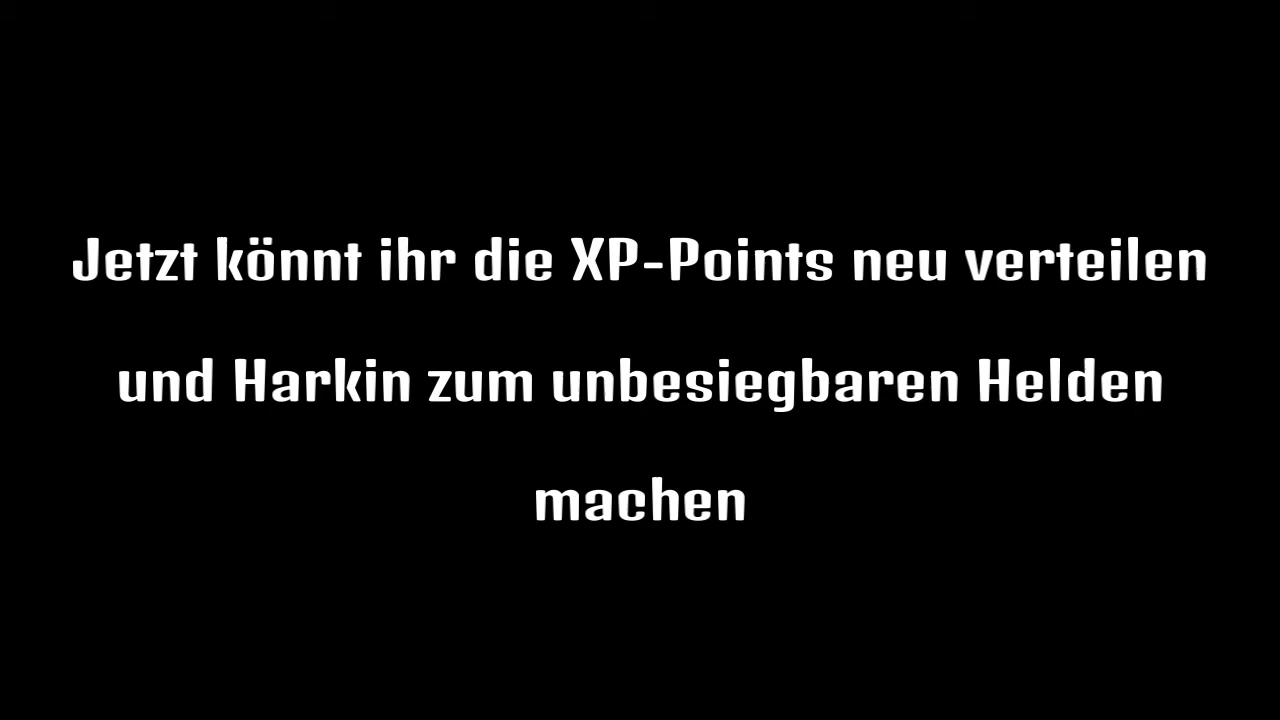 Jetzt könnt ihr die XP-Points neu verteilen
und Harkin zum unbesiegbaren Helden
machen